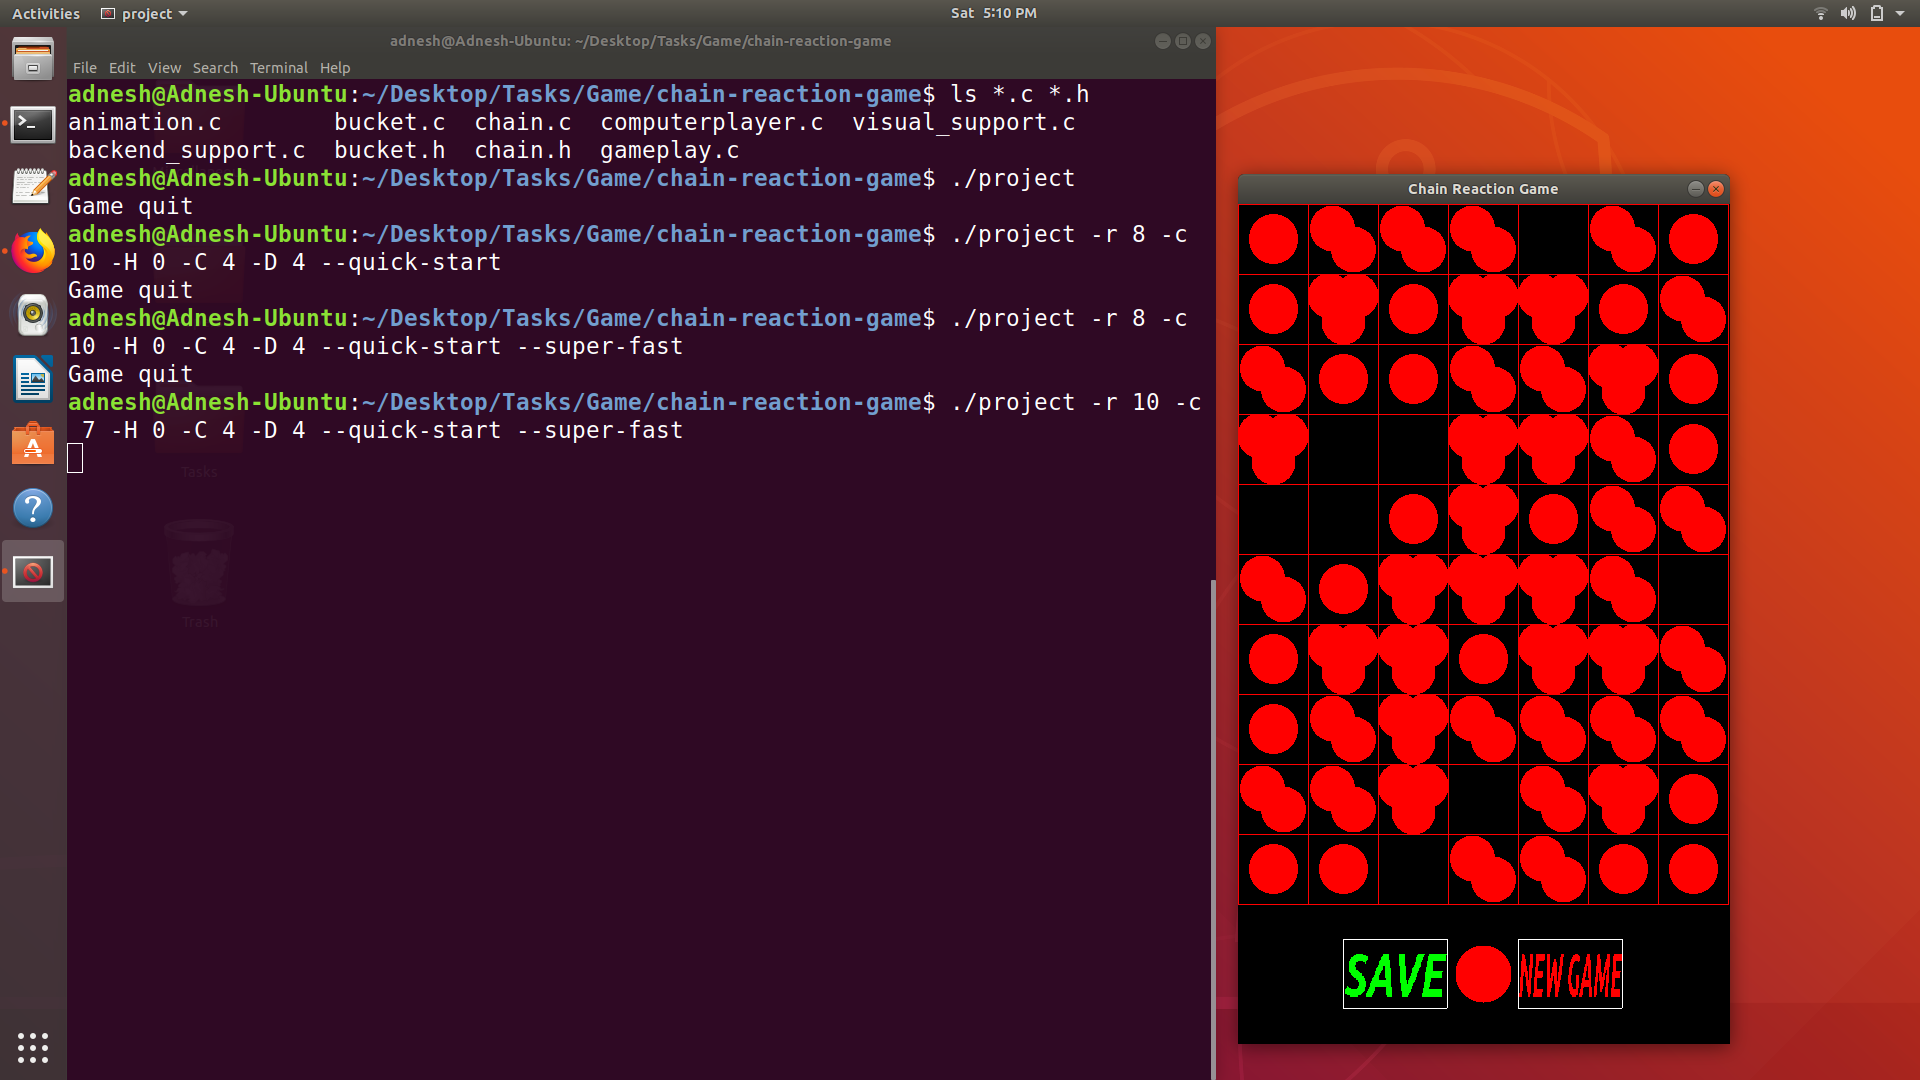 Activities project Sat 5:10 PM
adnesh@Adnesh-Ubuntu: ~/Desktop/Tasks/Game/chain-reaction-game
File Edit View Search Terminal Help
adnesh@Adnesh-Ubuntu:~/Desktop/Tasks/Game/chain-reaction-game$ ls *.c *.h
animation.c bucket.c chain.c computerplayer.c visual_support.c
backend_support.c bucket.h chain.h gameplay.c
adnesh@Adnesh-Ubuntu:~/Desktop/Tasks/Game/chain-reaction-game$ ./project
Game quit
adnesh@Adnesh-Ubuntu:~/Desktop/Tasks/Game/chain-reaction-game$ ./project -r 8 -c
10 -H 0 -C 4 -D 4 --quick-start
Game quit
adnesh@Adnesh-Ubuntu:~/Desktop/Tasks/Game/chain-reaction-game$ ./project -r 8 -c
10 -H 0 -C 4 -D 4 --quick-start --super-fast
Game quit
adnesh@Adnesh-Ubuntu:~/Desktop/Tasks/Game/chain-reaction-game$ ./project -r 10 -c
7 -H 0 -C 4 -D 4 --quick-start --super-fast
Tasks
Trash
Chain Reaction Game
SAVE NEW GAME